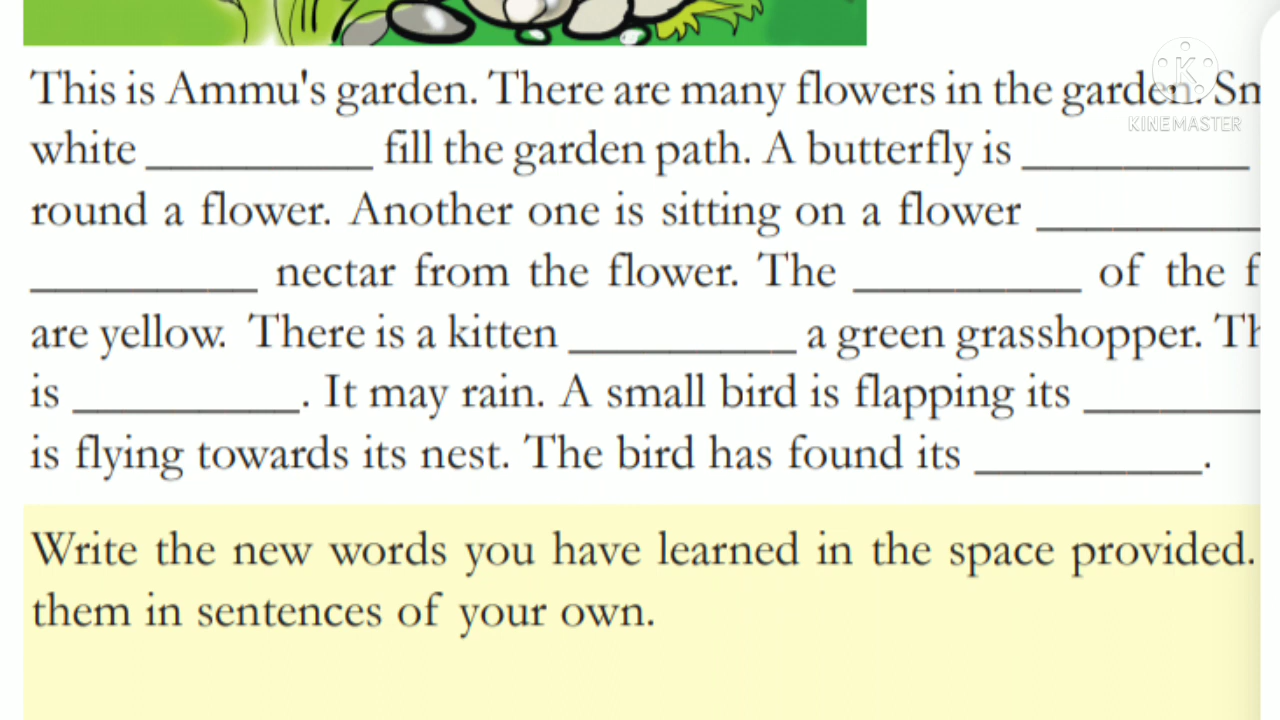 This is Ammu's garden. There are many flowers in the garden.
KINEMASTER
white __________ fill the garden path. A butterfly is __________
round a flower. Another one is sitting on a flower __________
__________ nectar from the flower. The __________ of the
are yellow. There is a kitten __________ a green grasshopper.
is __________. It may rain. A small bird is flapping its ________
is flying towards its nest. The bird has found its __________.
Write the new words you have learned in the space provided.
them in sentences of your own.